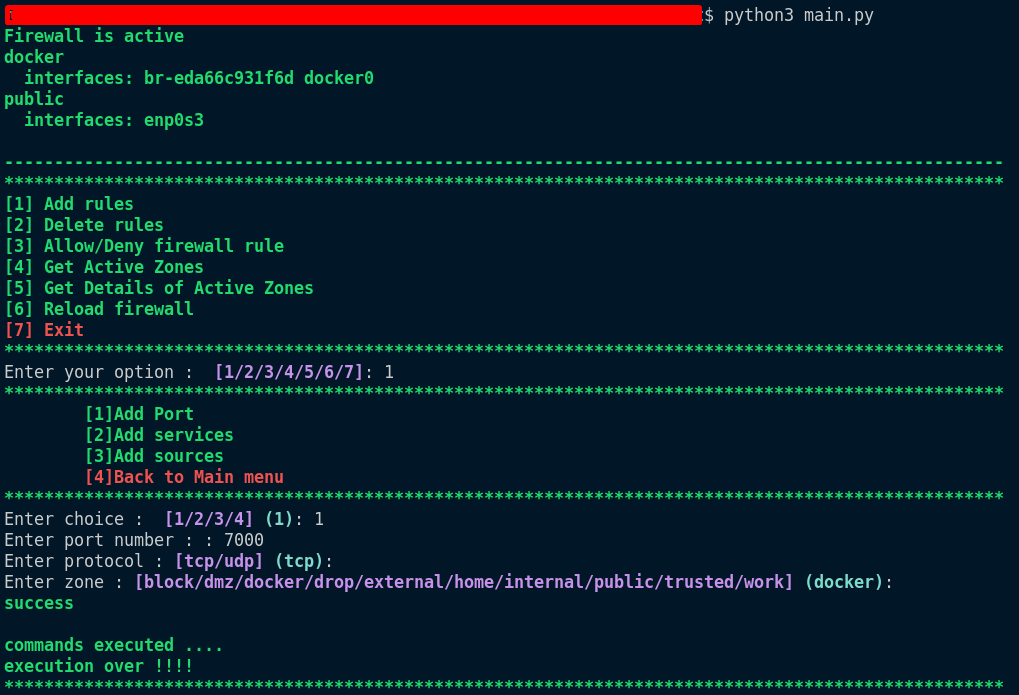 $ python3 main.py
Firewall is active
docker
  interfaces: br-eda66c931f6d docker0
public
  interfaces: enp0s3
----------------------------------------------------------------------------------------------------
****************************************************************************************************
[1] Add rules
[2] Delete rules
[3] Allow/Deny firewall rule
[4] Get Active Zones
[5] Get Details of Active Zones
[6] Reload firewall
[7] Exit
****************************************************************************************************
Enter your option :  [1/2/3/4/5/6/7]: 1
****************************************************************************************************
        [1]Add Port
        [2]Add services
        [3]Add sources
        [4]Back to Main menu
****************************************************************************************************
Enter choice :  [1/2/3/4] (1): 1
Enter port number : : 7000
Enter protocol : [tcp/udp] (tcp):
Enter zone : [block/dmz/docker/drop/external/home/internal/public/trusted/work] (docker):
success
commands executed ....
execution over !!!!
****************************************************************************************************